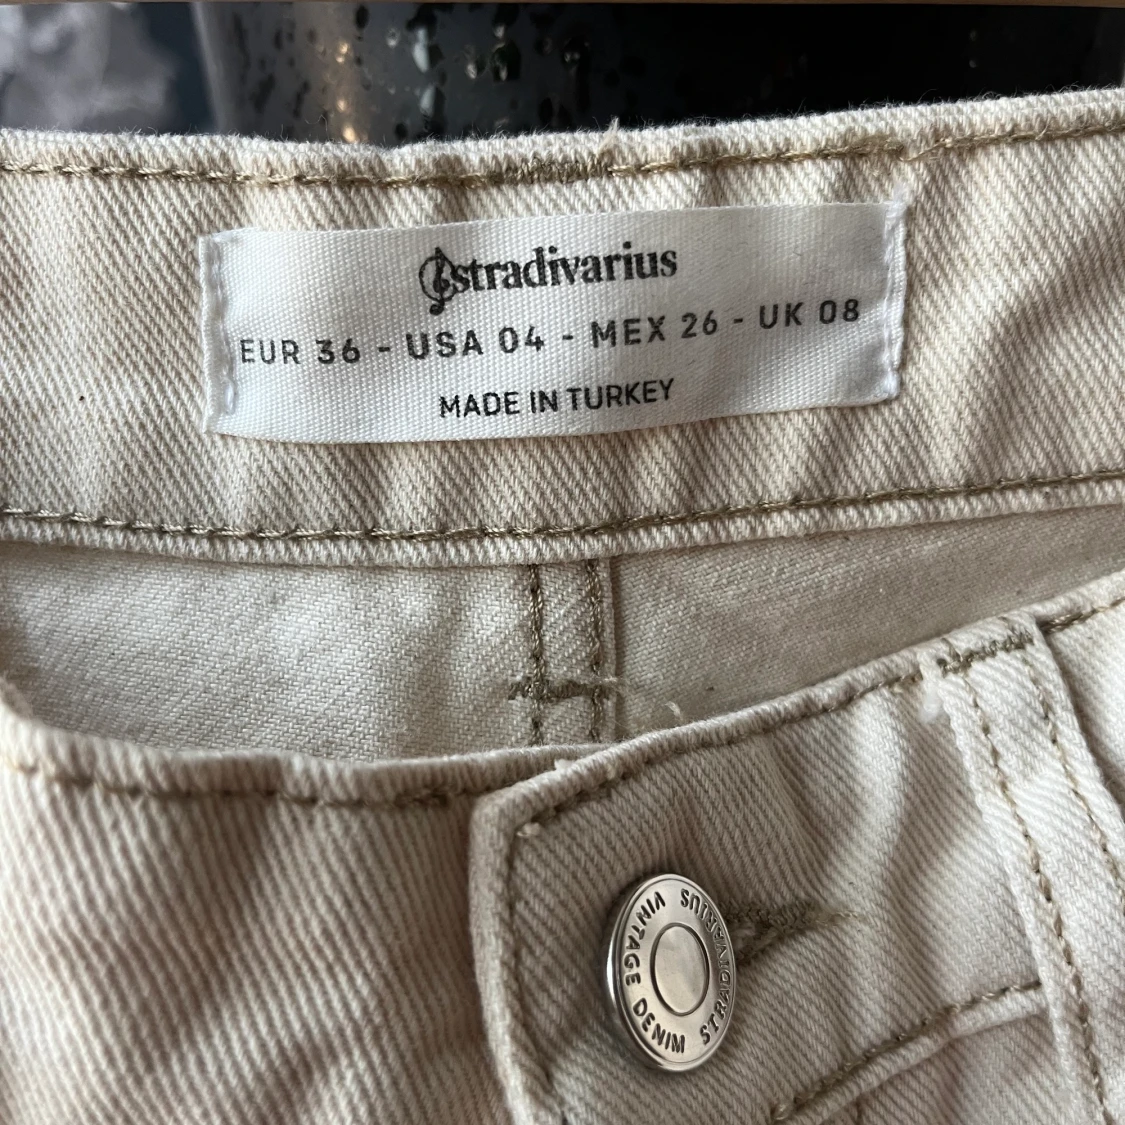 stradivarius
EUR 36 - USA 04 - MEX 26 - UK 08
MADE IN TURKEY
STRADIVARIUS VINTAGE DENIM